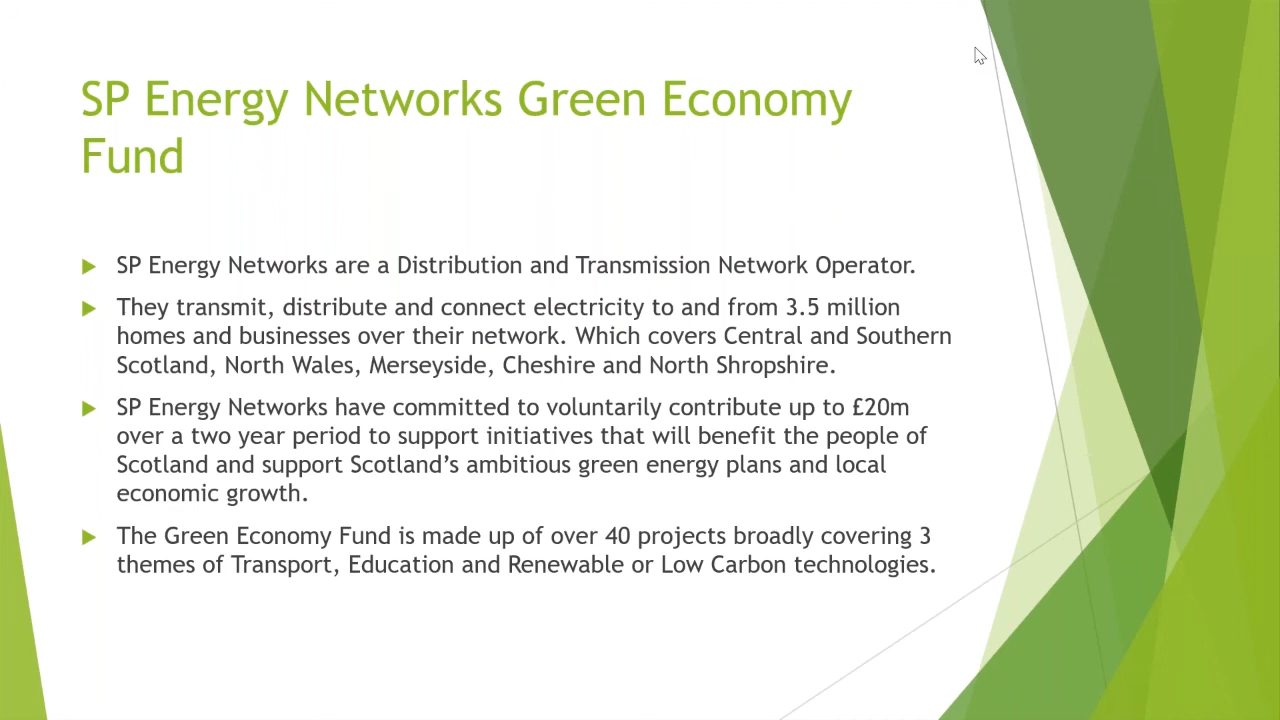 SP Energy Networks Green Economy
Fund
SP Energy Networks are a Distribution and Transmission Network Operator.
They transmit, distribute and connect electricity to and from 3.5 million
homes and businesses over their network. Which covers Central and Southern
Scotland, North Wales, Merseyside, Cheshire and North Shropshire.
SP Energy Networks have committed to voluntarily contribute up to £20m
over a two year period to support initiatives that will benefit the people of
Scotland and support Scotland’s ambitious green energy plans and local
economic growth.
The Green Economy Fund is made up of over 40 projects broadly covering 3
themes of Transport, Education and Renewable or Low Carbon technologies.